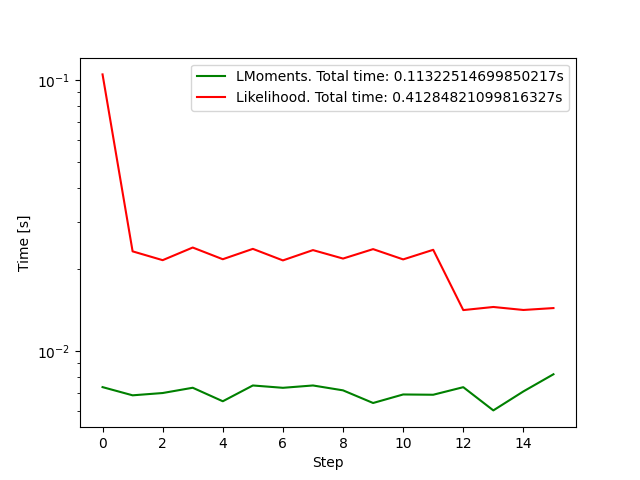 LMoments. Total time: 0.11322514699850217s
Likelihood. Total time: 0.41284821099816327s
10⁻¹
10⁻²
Time [s]
0 2 4 6 8 10 12 14
Step